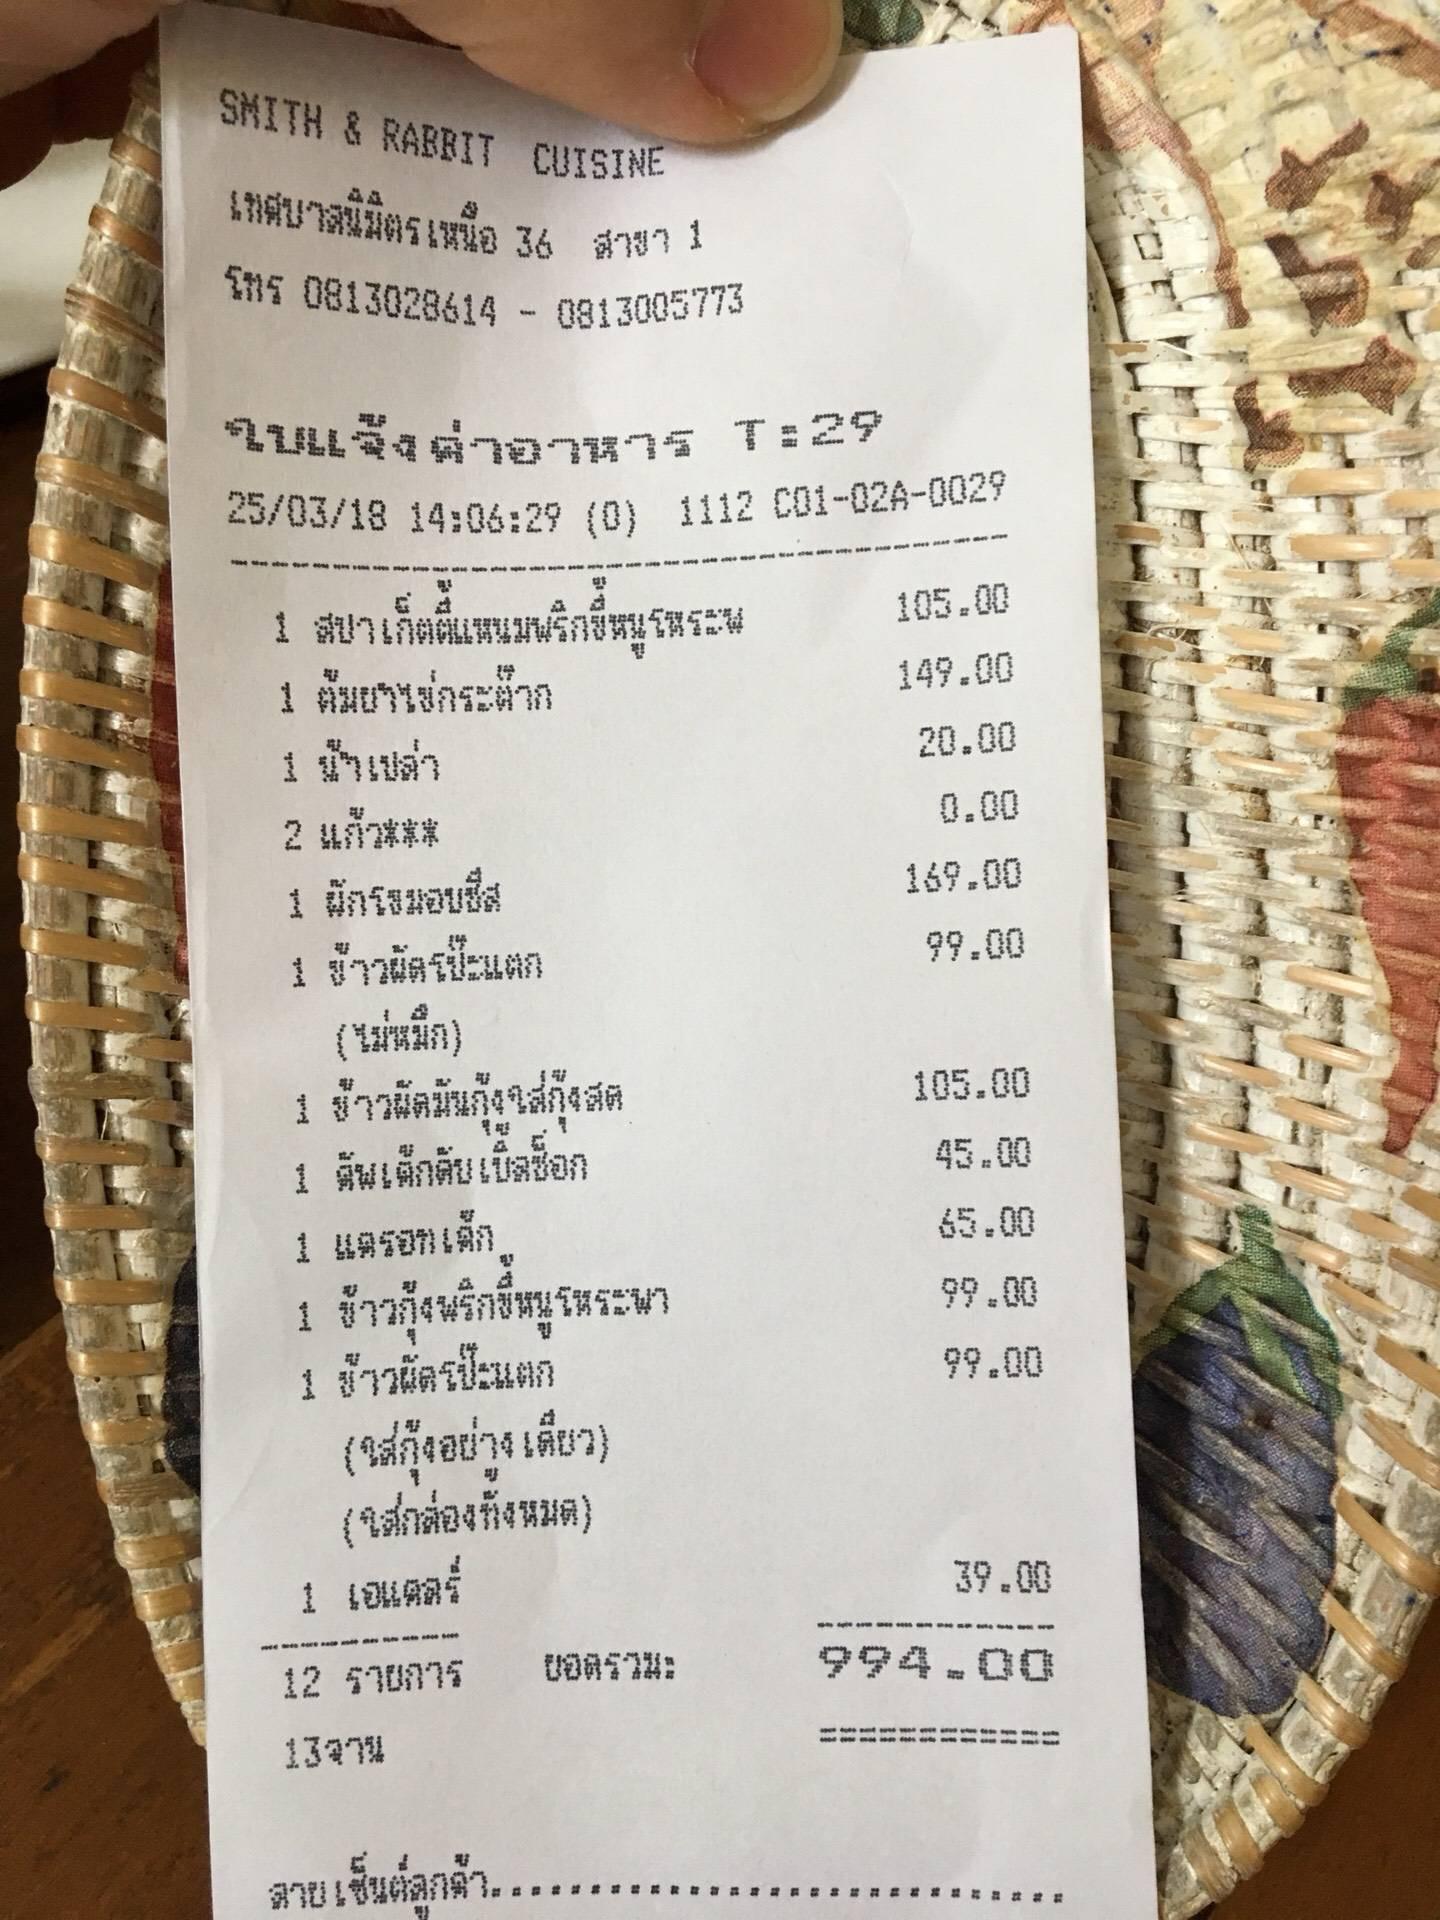 SMITH & RABBIT CUISINE
เทศบาลนิมิตรเหนือ 36 สาขา 1
โทร 0813028614 - 0813005773
ใบแจ้งค่าอาหาร T:29
25/03/18 14:06:29 (0) 1112 C01-02A-0029
1 สปาเก็ตตี้แหนมพริกขี้หนูโหระพ 105.00
1 ต้มยำไข่กระต๊าก 149.00
1 น้ำเปล่า 20.00
2 แก้ว*** 0.00
1 ผักโขมอบชีส 169.00
1 ข้าวผัดโป๊ะแตก 99.00
(ไม่หมึก)
1 ข้าวผัดมันกุ้งใส่กุ้งสด 105.00
1 ดัพเด้กดับเบิ้ลช็อก 45.00
1 แครอทเค้ก 65.00
1 ข้าวกุ้งพริกขี้หนูโหระพา 99.00
1 ข้าวผัดโป๊ะแตก 99.00
(ใส่กุ้งอย่างเดียว)
(ใส่กล่องทั้งหมด)
1 เอแคลร์ 39.00
12 รายการ ยอดรวม: 994.00
============
13จาน
ลายเซ็นต์ลูกค้า..............................